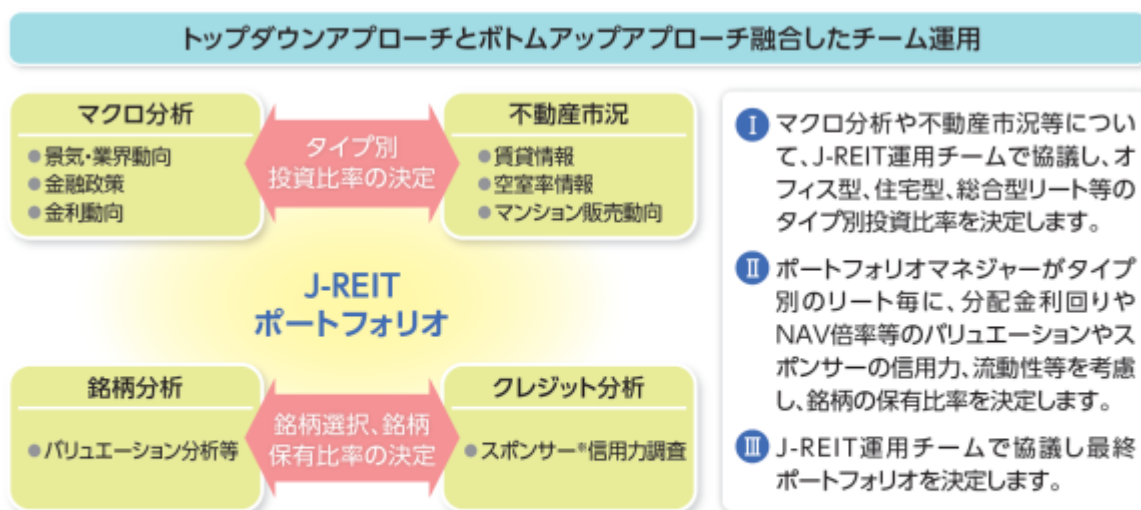 トップダウンアプローチとボトムアップアプローチ融合したチーム運用
マクロ分析
●景気・業界動向
●金融政策
●金利動向
タイプ別
投資比率の決定
不動産市況
●賃貸情報
●空室率情報
●マンション販売動向
J-REIT
ポートフォリオ
銘柄分析
●バリュエーション分析等
銘柄選択、銘柄
保有比率の決定
クレジット分析
●スポンサー※信用力調査
Ⅰ マクロ分析や不動産市況等につい
て、J-REIT運用チームで協議し、オ
フィス型、住宅型、総合型リート等の
タイプ別投資比率を決定します。
Ⅱ ポートフォリオマネジャーがタイプ
別のリート毎に、分配金利回りや
NAV倍率等のバリュエーションやス
ポンサーの信用力、流動性等を考慮
し、銘柄の保有比率を決定します。
Ⅲ J-REIT運用チームで協議し最終
ポートフォリオを決定します。